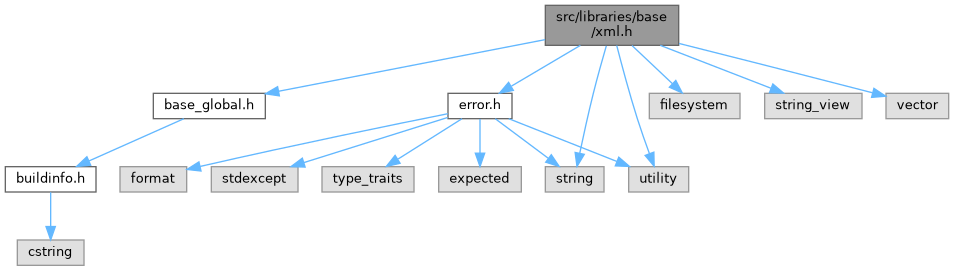 src/libraries/base
/xml.h
base_global.h
error.h
filesystem
string_view
vector
buildinfo.h
format
stdexcept
type_traits
expected
string
utility
cstring